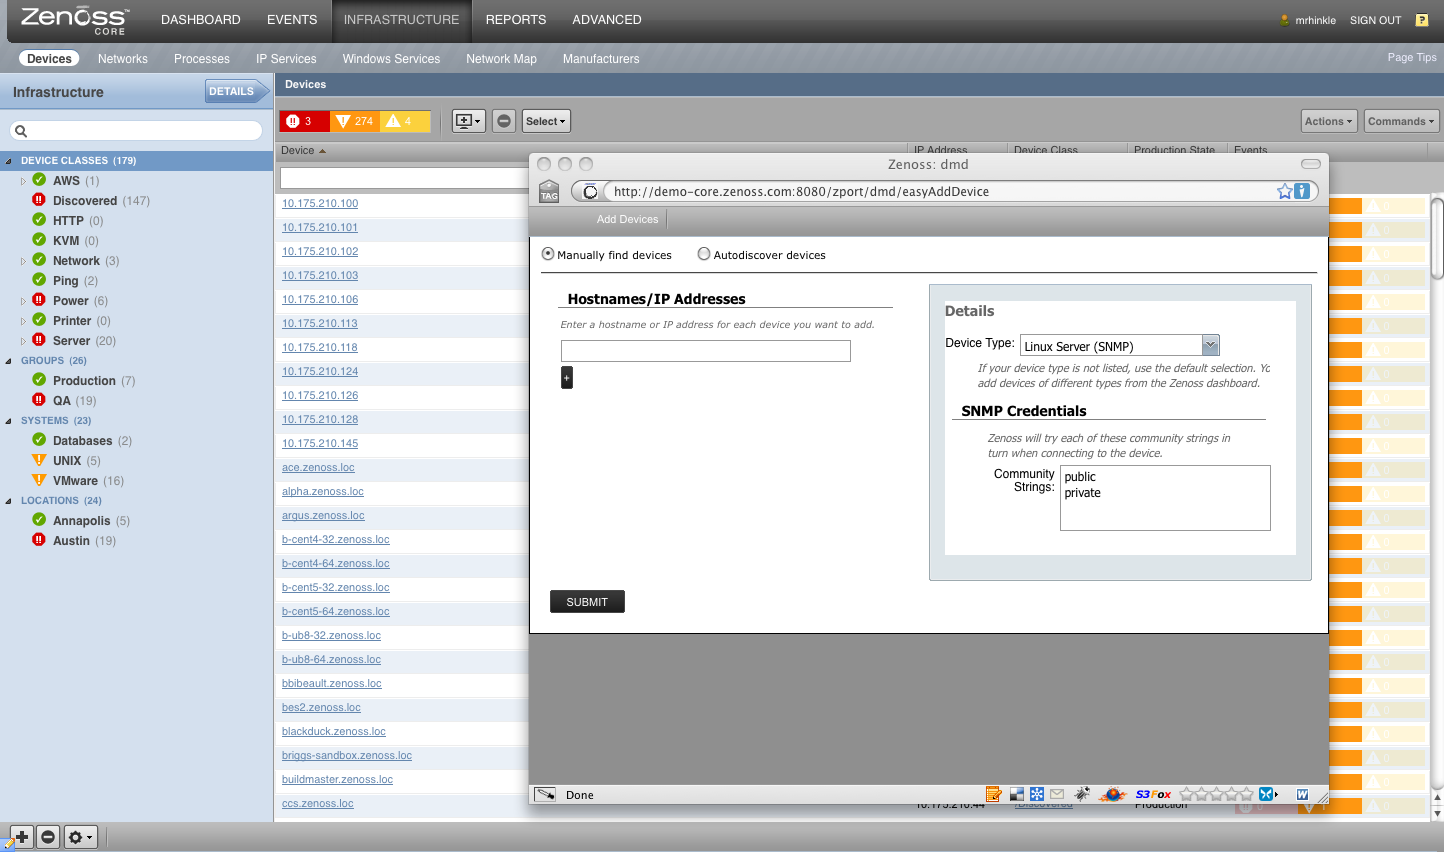 Zenoss™ CORE
DASHBOARD EVENTS INFRASTRUCTURE REPORTS ADVANCED
mrhinkle SIGN OUT ?
Devices Networks Processes IP Services Windows Services Network Map Manufacturers Page Tips
Infrastructure DETAILS
DEVICE CLASSES (179)
AWS (1)
Discovered (147)
HTTP (0)
KVM (0)
Network (3)
Ping (2)
Power (6)
Printer (0)
Server (20)
GROUPS (26)
Production (7)
QA (19)
SYSTEMS (23)
Databases (2)
UNIX (5)
VMware (16)
LOCATIONS (24)
Annapolis (5)
Austin (19)
Devices
3 274 4 Select Actions Commands
Device IP Address Device Class Production State Events
10.175.210.100
10.175.210.101
10.175.210.102
10.175.210.103
10.175.210.106
10.175.210.113
10.175.210.118
10.175.210.124
10.175.210.126
10.175.210.128
10.175.210.145
ace.zenoss.loc
alpha.zenoss.loc
argus.zenoss.loc
b-cent4-32.zenoss.loc
b-cent4-64.zenoss.loc
b-cent5-32.zenoss.loc
b-cent5-64.zenoss.loc
b-ub8-32.zenoss.loc
b-ub8-64.zenoss.loc
bbibeault.zenoss.loc
bes2.zenoss.loc
blackduck.zenoss.loc
briggs-sandbox.zenoss.loc
buildmaster.zenoss.loc
ccs.zenoss.loc 10.175.210.44 /Discovered Production
Zenoss: dmd
TAG http://demo-core.zenoss.com:8080/zport/dmd/easyAddDevice
Add Devices
Manually find devices Autodiscover devices
Hostnames/IP Addresses
Enter a hostname or IP address for each device you want to add.
+
SUBMIT
Details
Device Type: Linux Server (SNMP)
If your device type is not listed, use the default selection. Yo
add devices of different types from the Zenoss dashboard.
SNMP Credentials
Zenoss will try each of these community strings in
turn when connecting to the device.
Community Strings:
public
private
Done S3Fox W